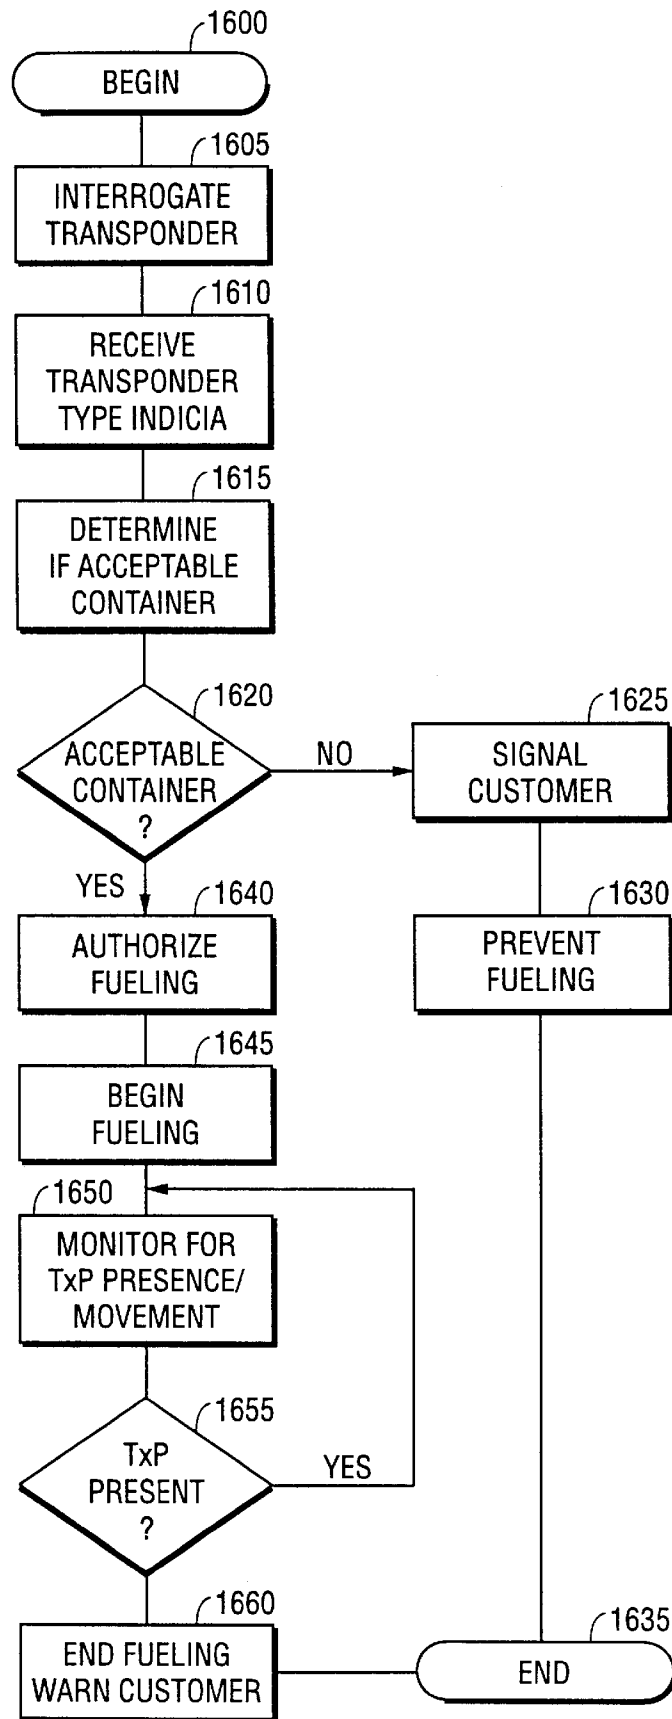 1600
BEGIN
1605
INTERROGATE
TRANSPONDER
1610
RECEIVE
TRANSPONDER
TYPE INDICIA
1615
DETERMINE
IF ACCEPTABLE
CONTAINER
1620
ACCEPTABLE
CONTAINER
?
NO
1625
SIGNAL
CUSTOMER
YES
1640
AUTHORIZE
FUELING
1630
PREVENT
FUELING
1645
BEGIN
FUELING
1650
MONITOR FOR
TxP PRESENCE/
MOVEMENT
1655
TxP
PRESENT
?
YES
1660
END FUELING
WARN CUSTOMER
1635
END